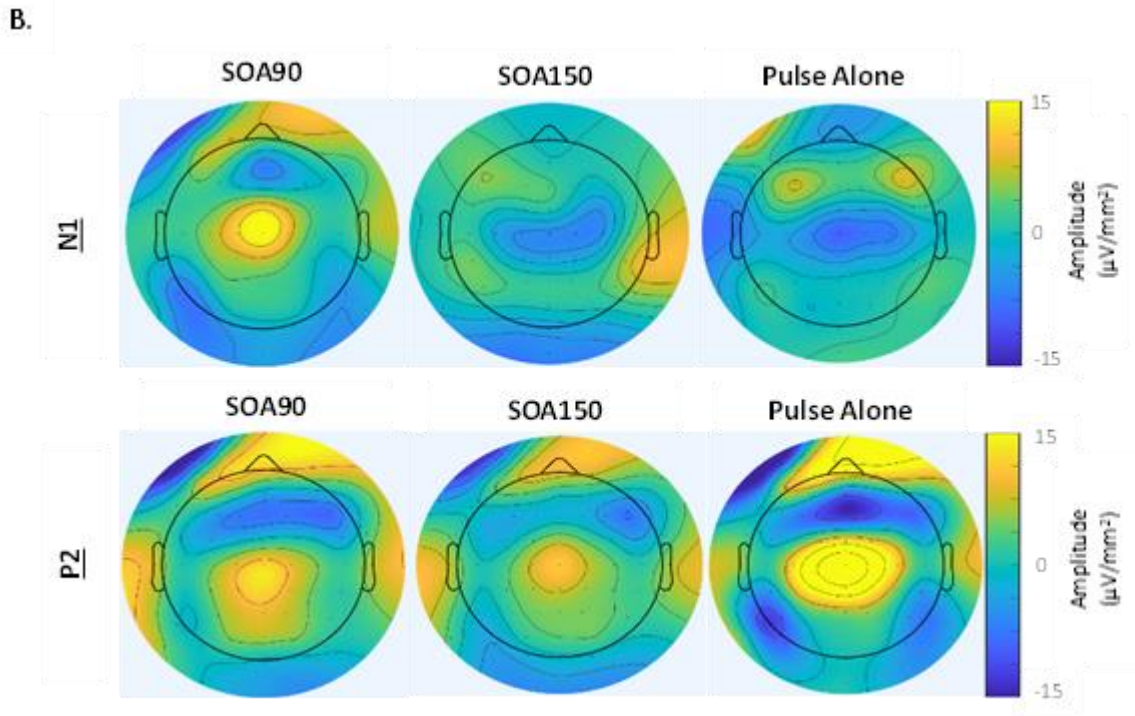 B.
SOA90 SOA150 Pulse Alone
N1
15
0
-15
Amplitude
(µV/mm²)
SOA90 SOA150 Pulse Alone
P2
15
0
-15
Amplitude
(µV/mm²)